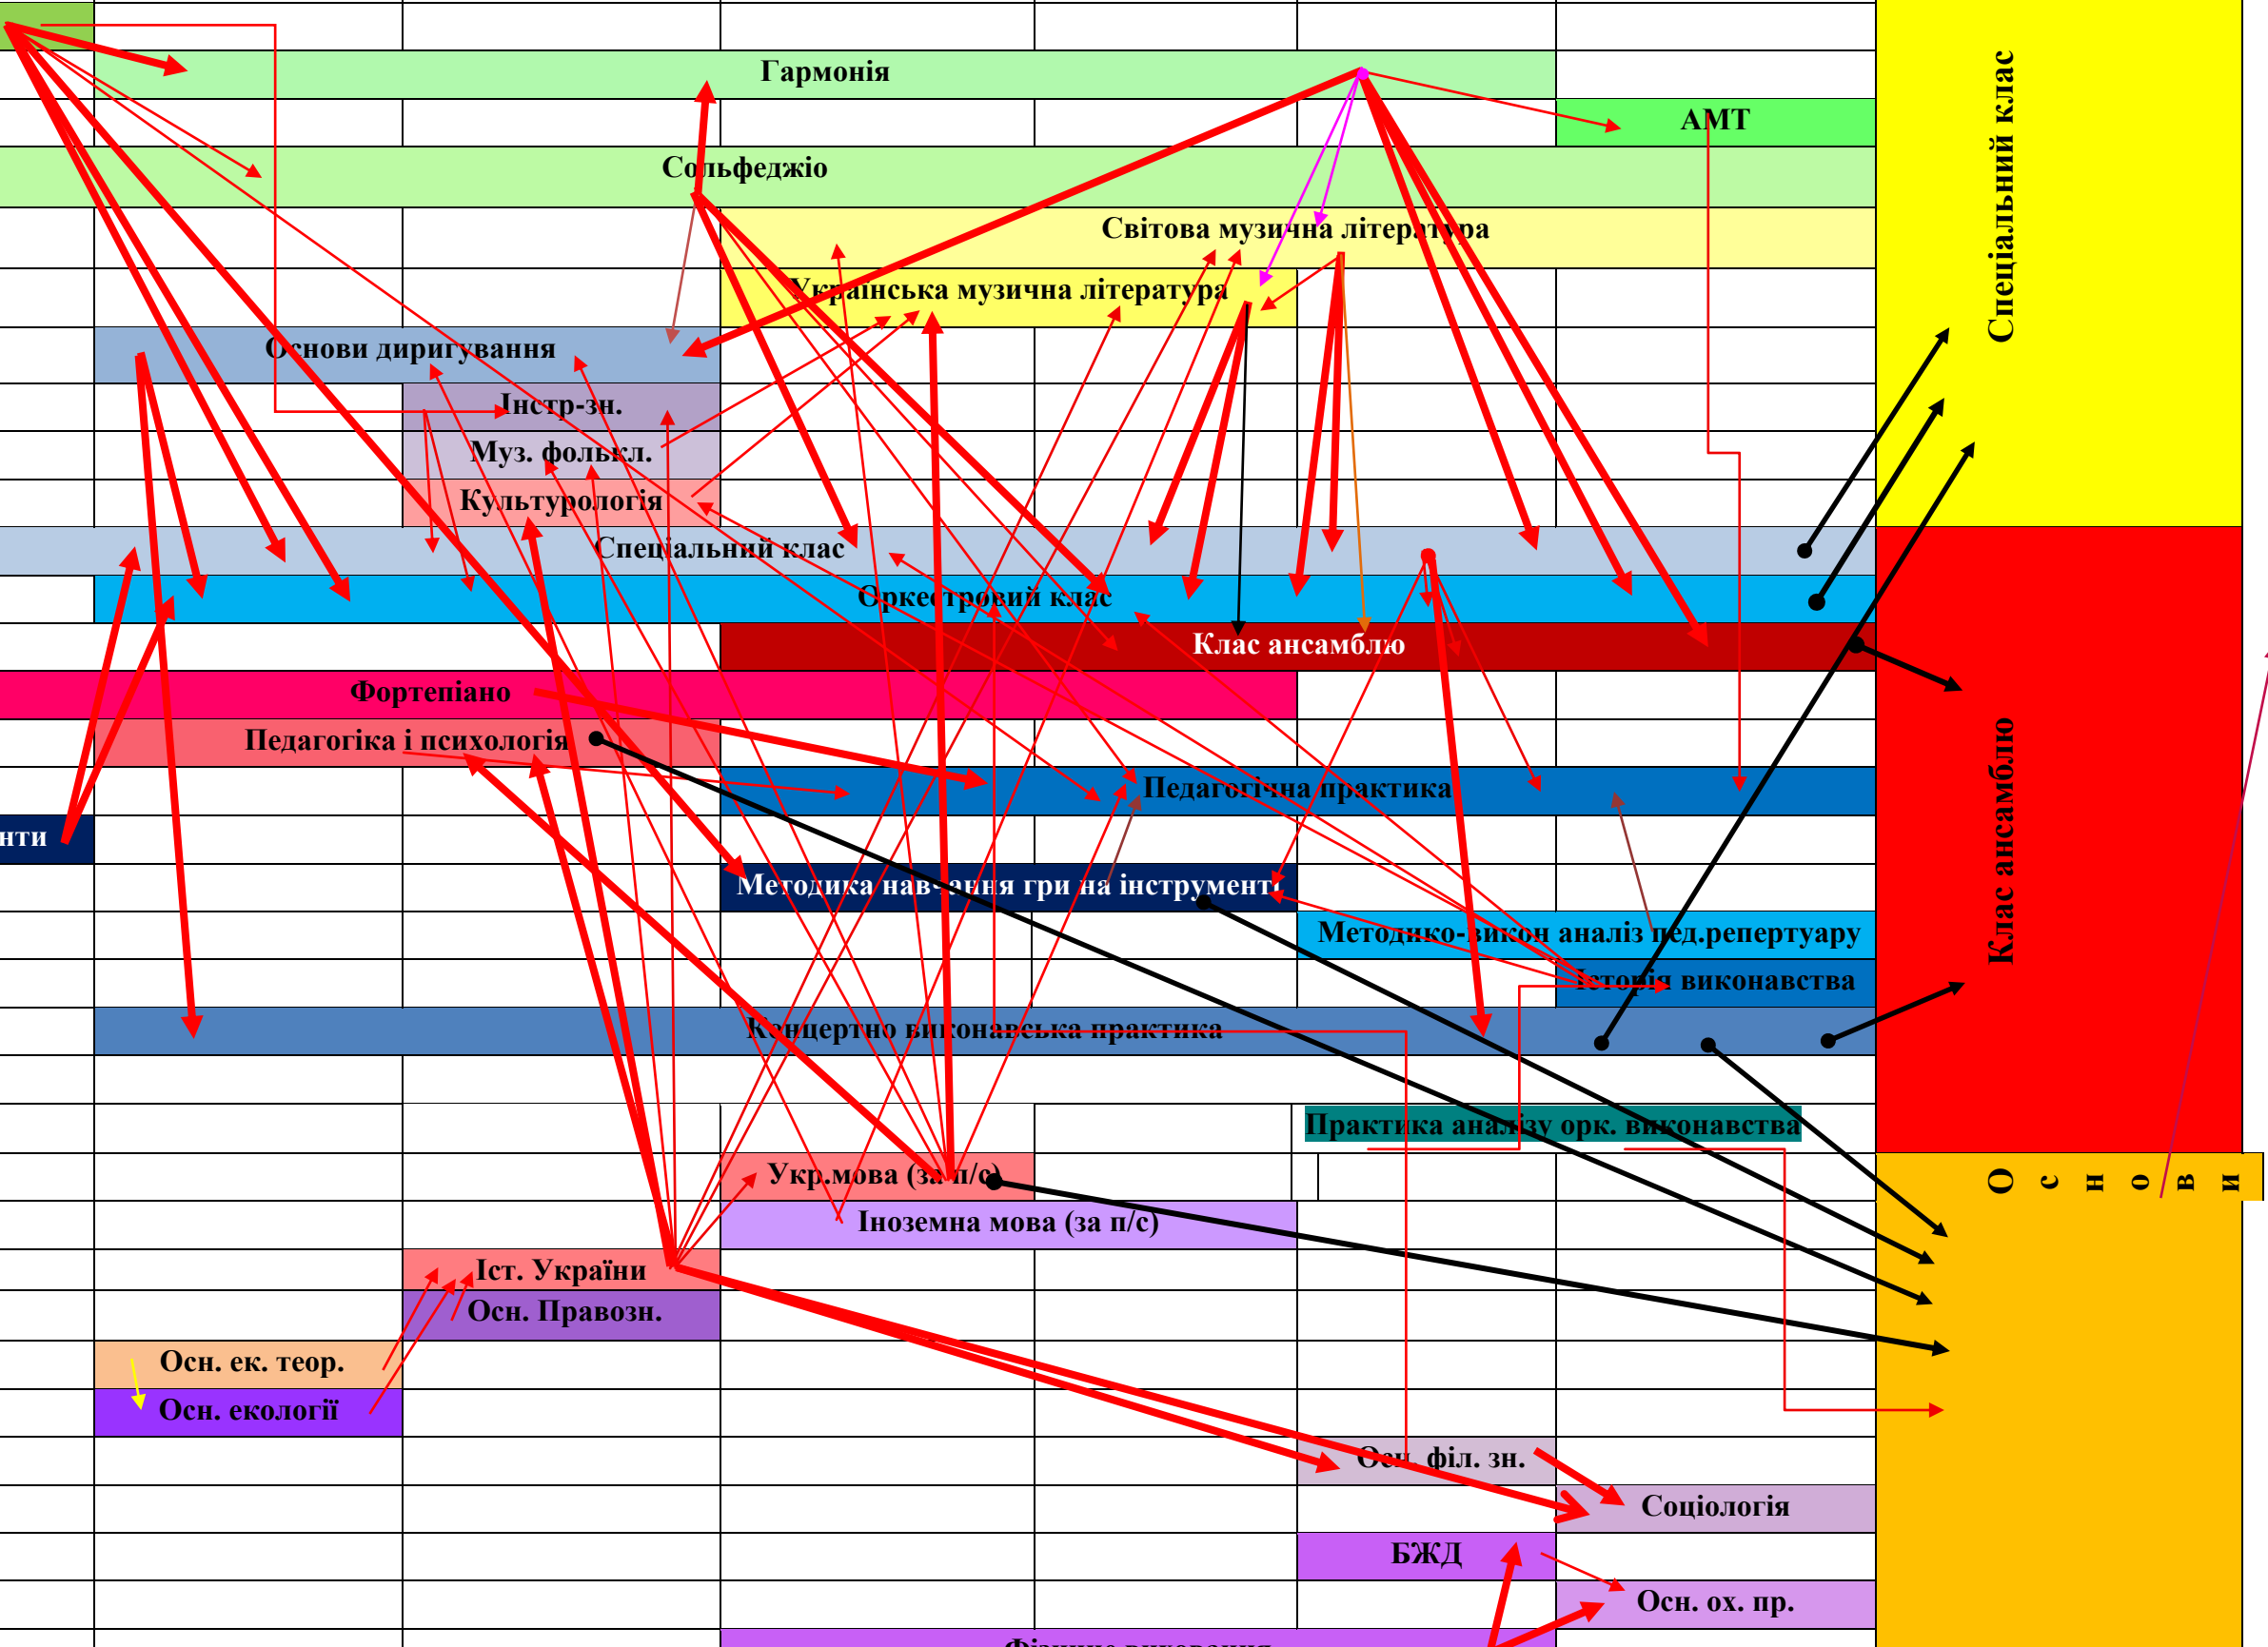 Гармонія
АМТ
Сольфеджіо
Світова музична література
Українська музична література
Основи диригування
Інстр-зн.
Муз. фолькл.
Культурологія
Спеціальний клас
Оркестровий клас
Клас ансамблю
Фортепіано
Педагогіка і психологія
Педагогічна практика
нти
Методика навчання гри на інструменті
Методико-викон аналіз пед.репертуару
Історія виконавства
Концертно виконавська практика
Практика аналізу орк. виконавства
Укр.мова (за п/с)
Іноземна мова (за п/с)
Іст. України
Осн. Правозн.
Осн. ек. теор.
Осн. екології
Осн. філ. зн.
Соціологія
БЖД
Осн. ох. пр.
Фізичне виховання
Спеціальний клас
Клас ансамблю
Основи